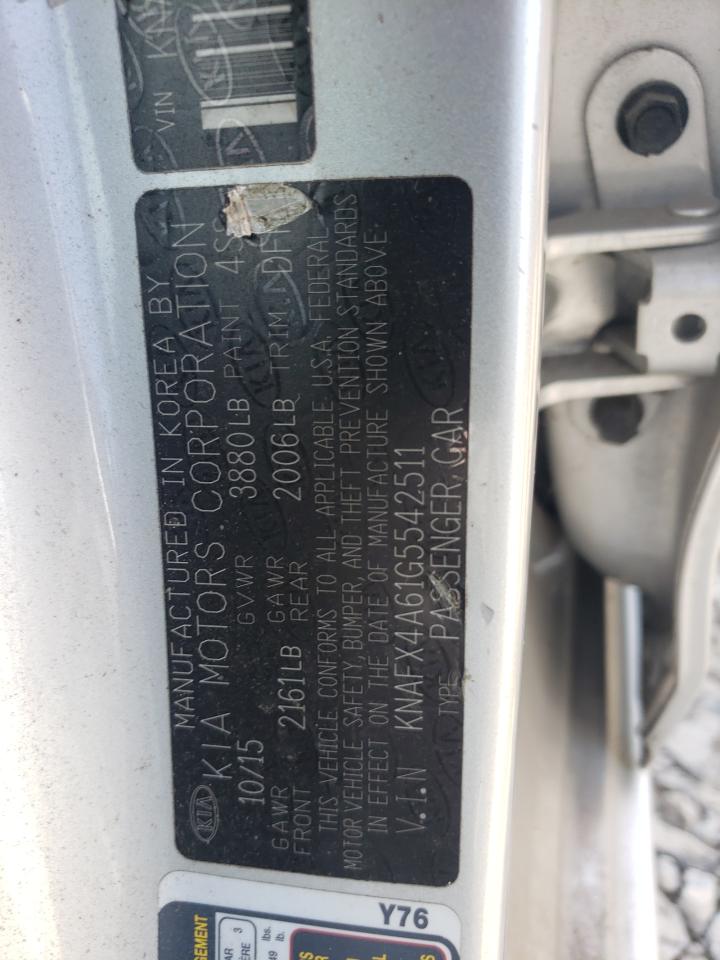 VIN KN
KIA MANUFACTURED IN KOREA BY
KIA MOTORS CORPORATION
10/15 GVWR 3880LB PAINT
GAWR FRONT 2161LB GAWR REAR 2006LB TRIM
THIS VEHICLE CONFORMS TO ALL APPLICABLE U.S.A. FEDERAL
MOTOR VEHICLE SAFETY, BUMPER, AND THEFT PREVENTION STANDARDS
IN EFFECT ON THE DATE OF MANUFACTURE SHOWN ABOVE.
V.I.N KNAFX4A61G5542511
TYPE PASSENGER CAR
Y76